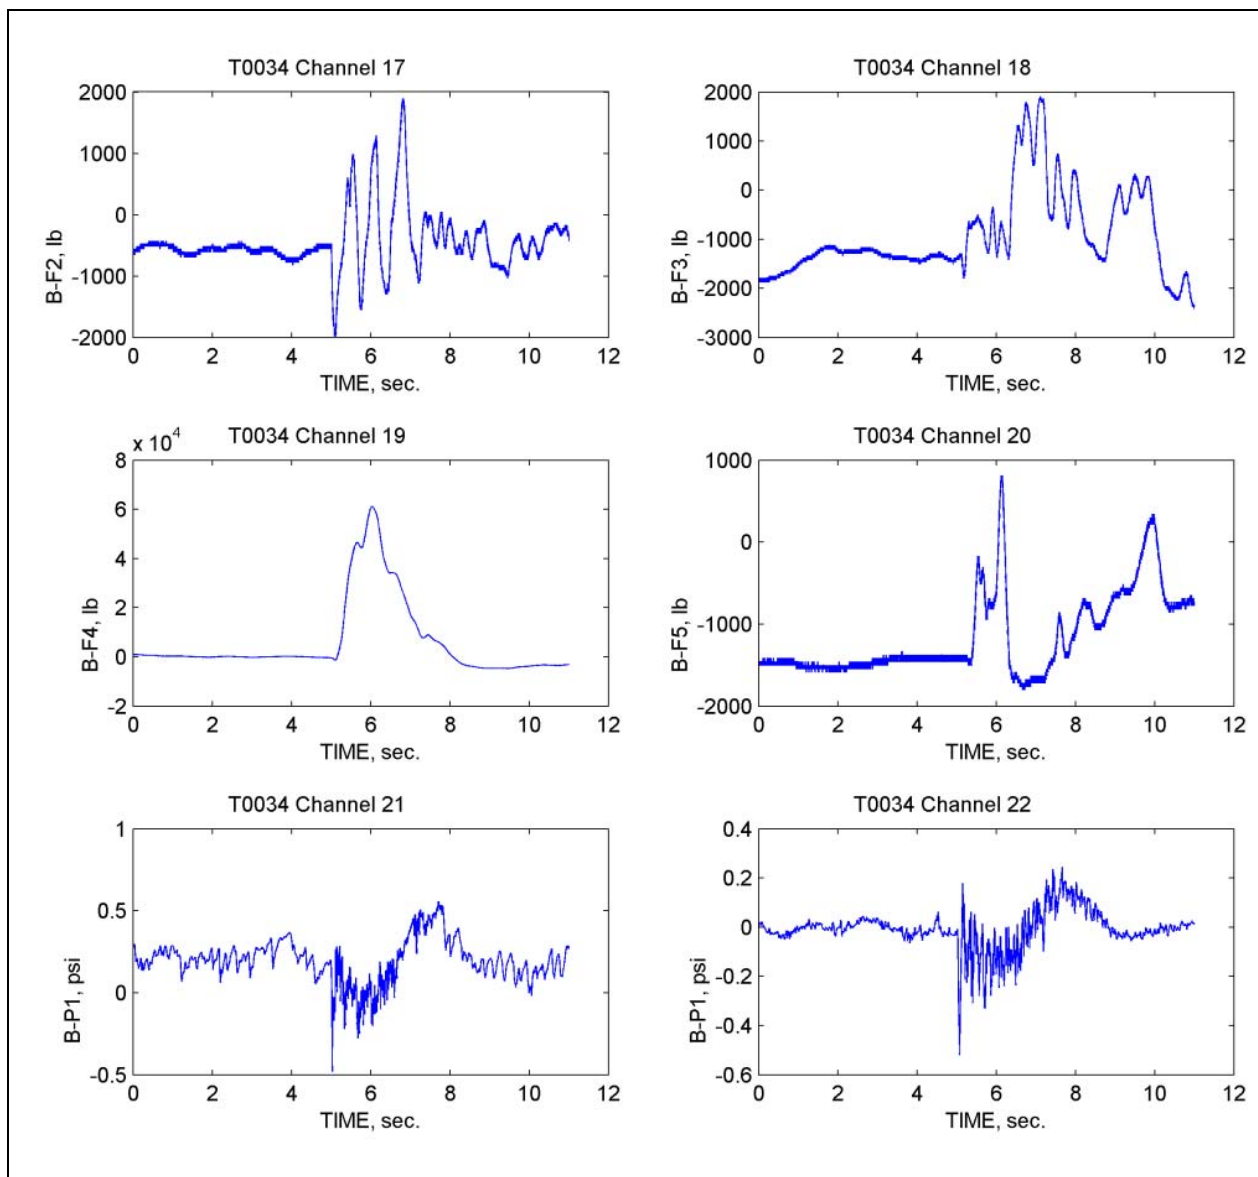 T0034 Channel 17
2000
1000
0
-1000
-2000
B-F2, lb
0 2 4 6 8 10 12
TIME, sec.
T0034 Channel 18
2000
1000
0
-1000
-2000
-3000
B-F3, lb
0 2 4 6 8 10 12
TIME, sec.
T0034 Channel 19
x 10^4
8
6
4
2
0
-2
B-F4, lb
0 2 4 6 8 10 12
TIME, sec.
T0034 Channel 20
1000
0
-1000
-2000
B-F5, lb
0 2 4 6 8 10 12
TIME, sec.
T0034 Channel 21
1
0.5
0
-0.5
B-P1, psi
0 2 4 6 8 10 12
TIME, sec.
T0034 Channel 22
0.4
0.2
0
-0.2
-0.4
-0.6
B-P1, psi
0 2 4 6 8 10 12
TIME, sec.